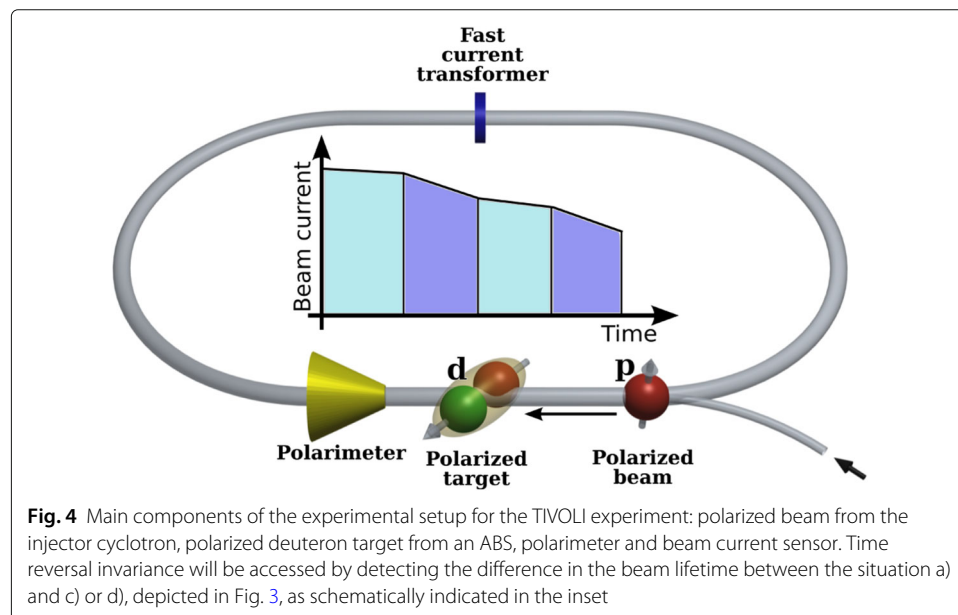 Fast
current
transformer
Beam current
Time
d
p
Polarimeter
Polarized
target
Polarized
beam
Fig. 4 Main components of the experimental setup for the TIVOLI experiment: polarized beam from the
injector cyclotron, polarized deuteron target from an ABS, polarimeter and beam current sensor. Time
reversal invariance will be accessed by detecting the difference in the beam lifetime between the situation a)
and c) or d), depicted in Fig. 3, as schematically indicated in the inset